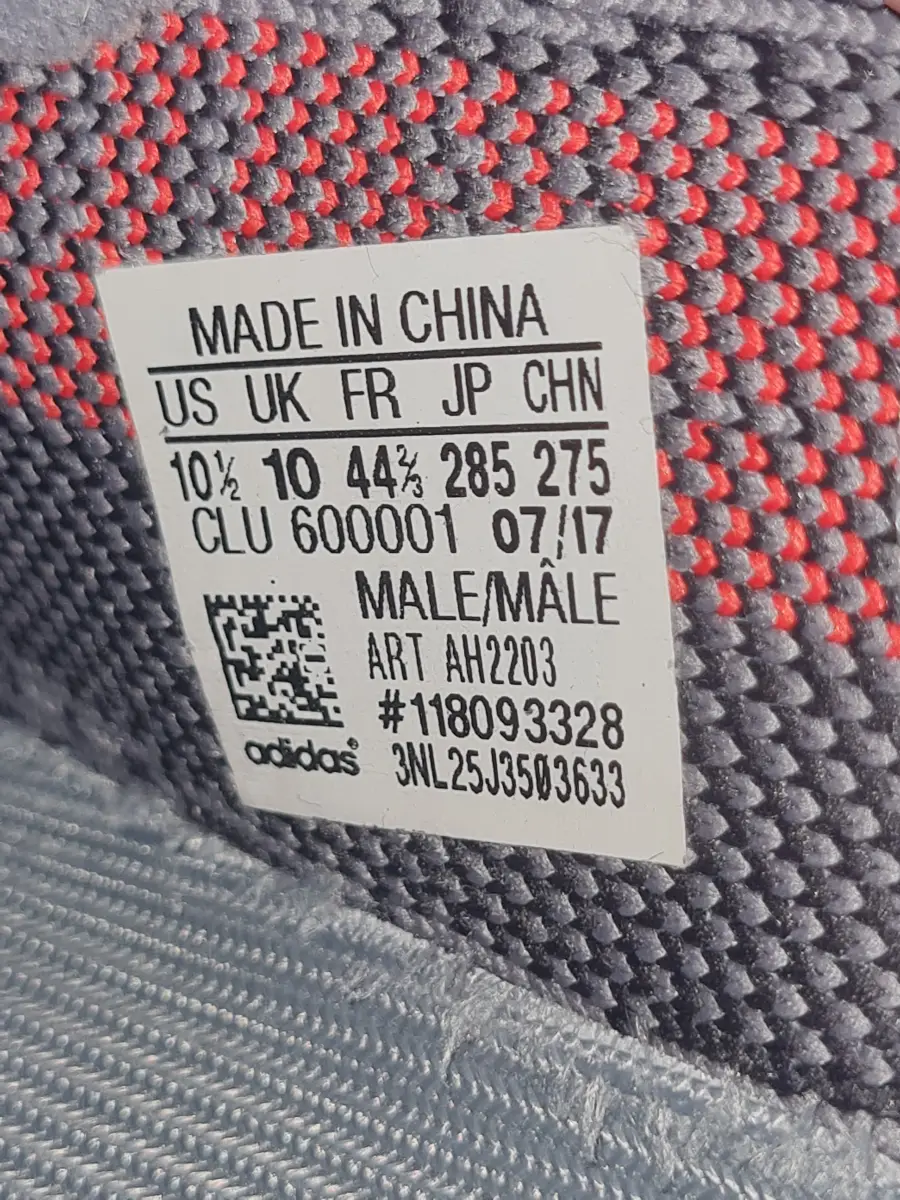 MADE IN CHINA
US UK FR JP CHN
10½ 10 44⅔ 285 275
CLU 600001 07/17
MALE/MÂLE
ART AH2203
#118093328
adidas®
3NL25J3503633